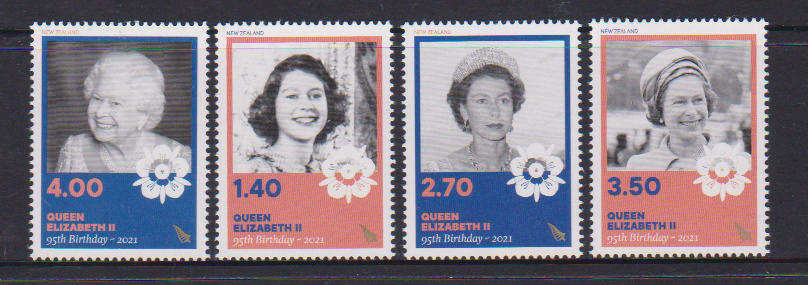 NEW ZEALAND
4.00
QUEEN
ELIZABETH II
95th Birthday ~ 2021
NEW ZEALAND
1.40
QUEEN
ELIZABETH II
95th Birthday ~ 2021
NEW ZEALAND
2.70
QUEEN
ELIZABETH II
95th Birthday ~ 2021
NEW ZEALAND
3.50
QUEEN
ELIZABETH II
95th Birthday ~ 2021